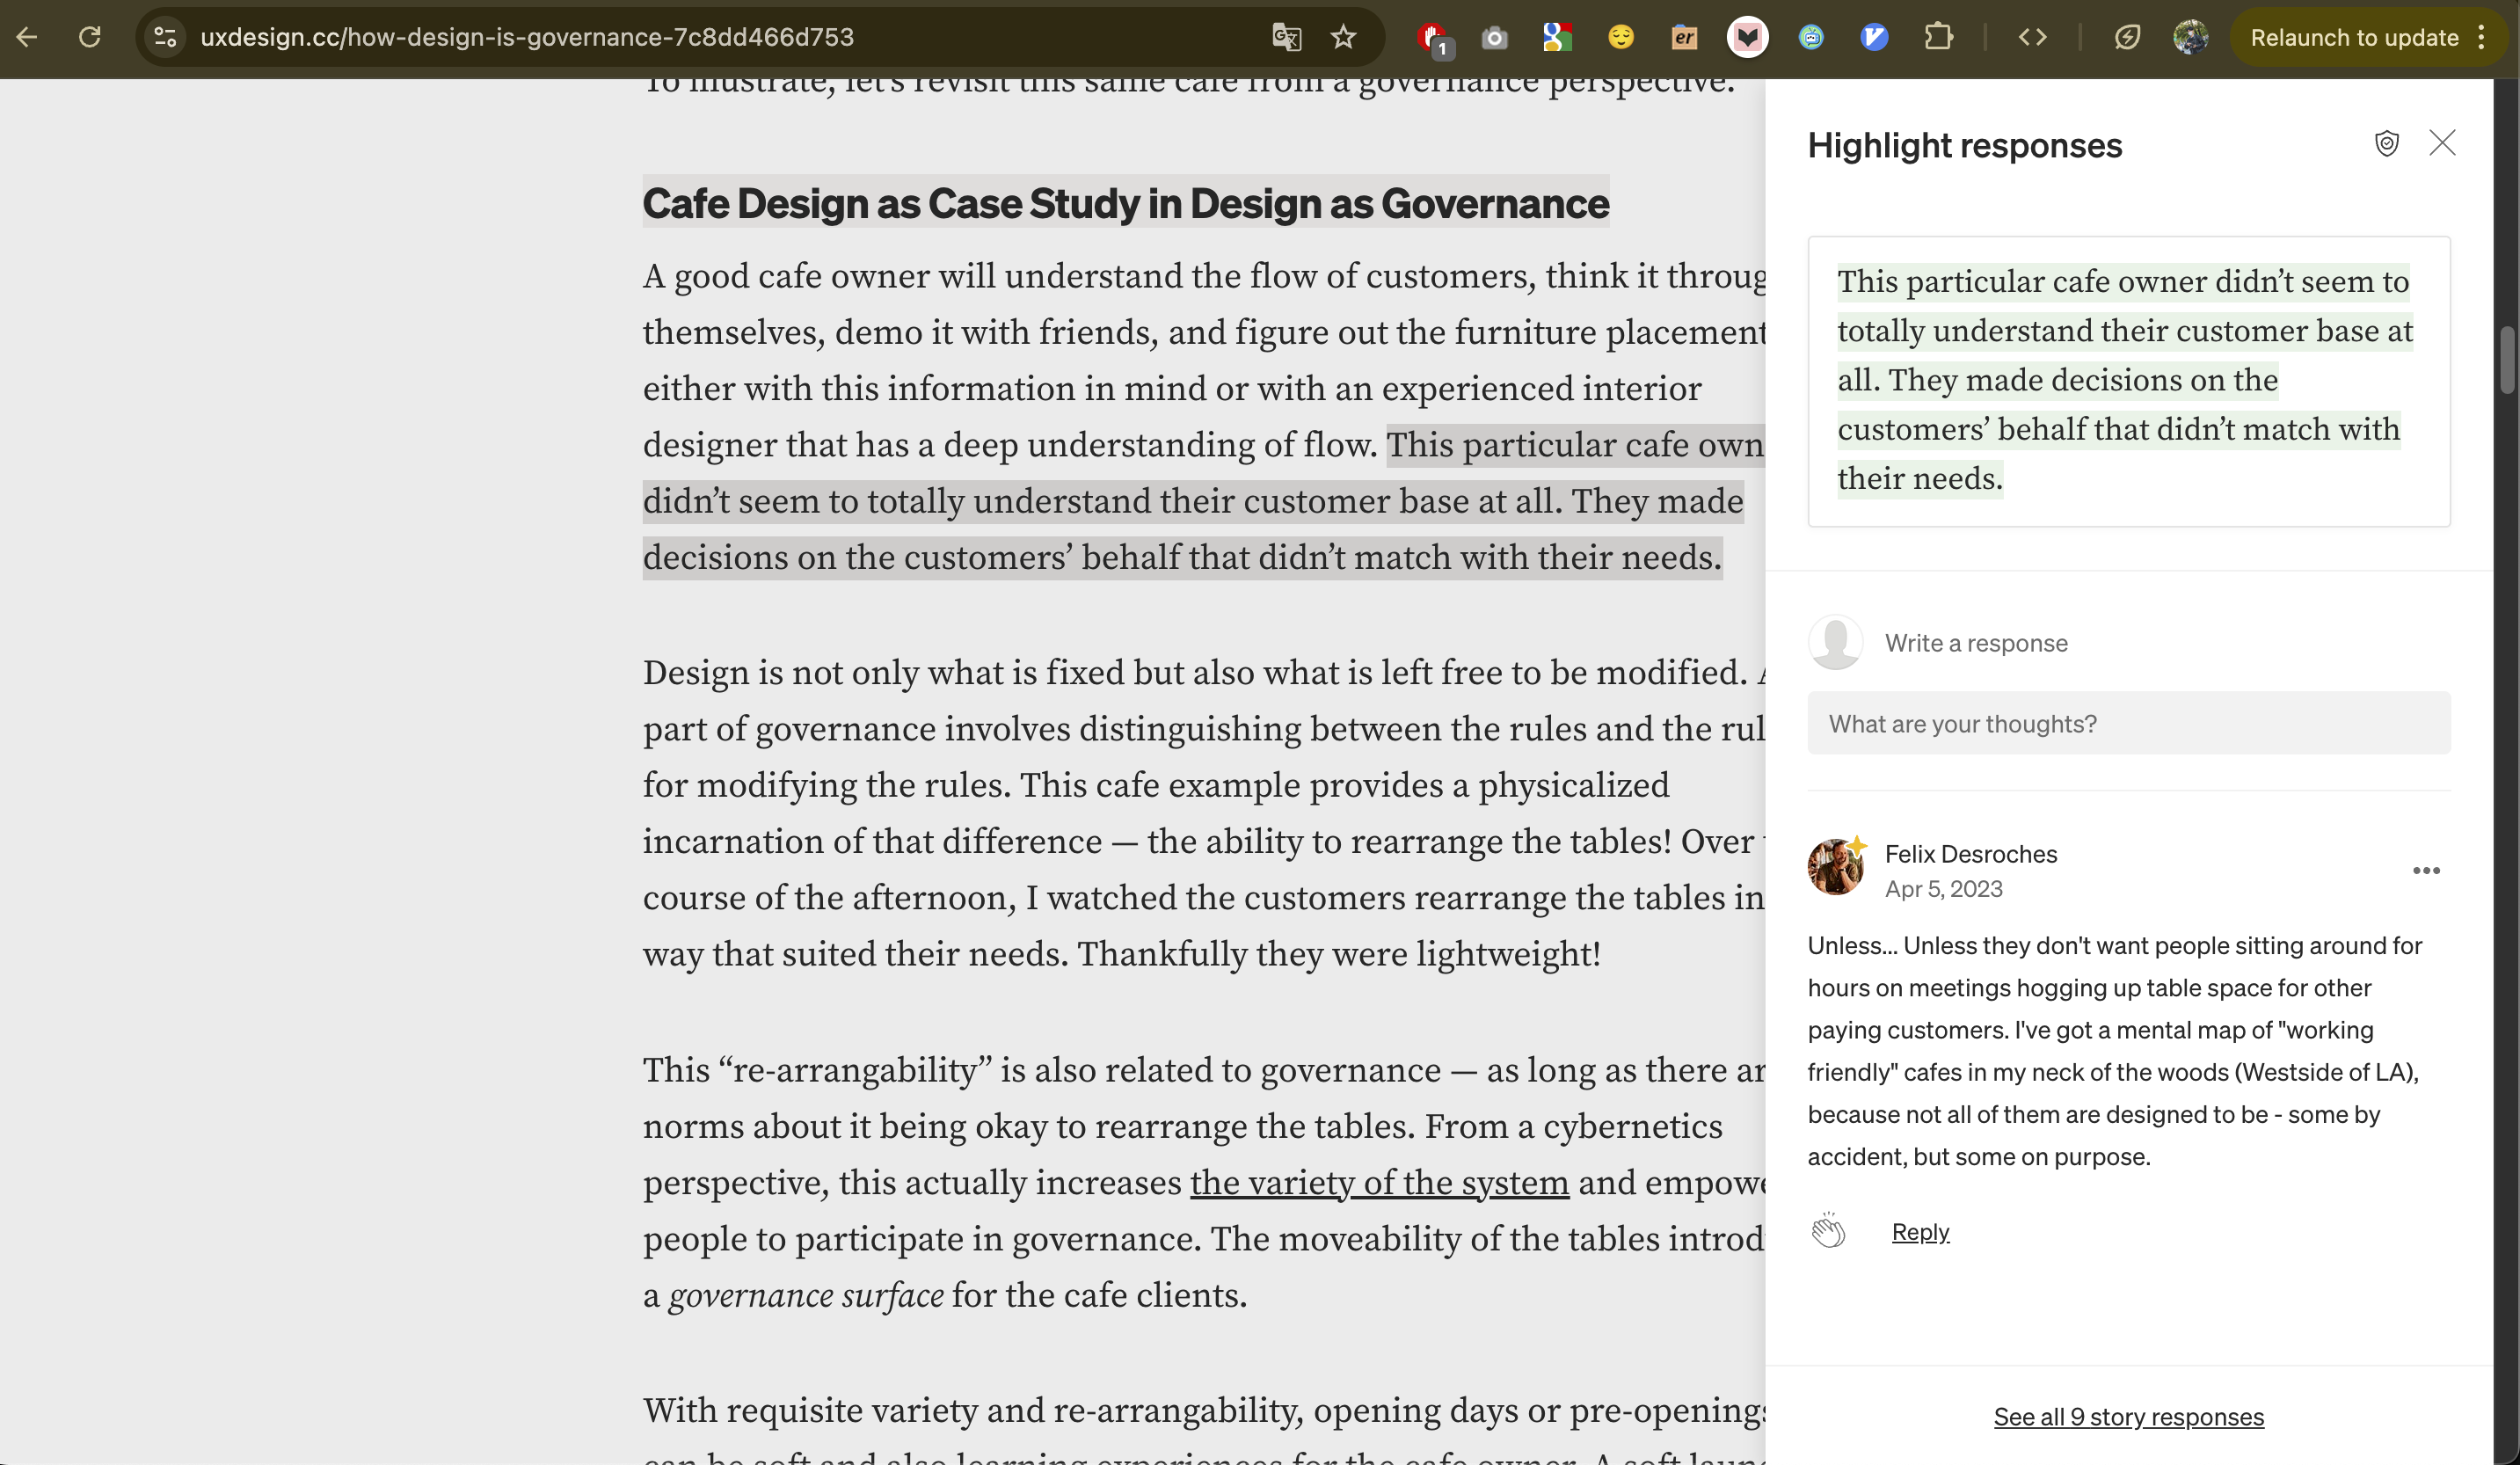 uxdesign.cc/how-design-is-governance-7c8dd466d753
1
er
Relaunch to update
To illustrate, let's revisit this same cafe from a governance perspective.
Cafe Design as Case Study in Design as Governance
A good cafe owner will understand the flow of customers, think it throug
themselves, demo it with friends, and figure out the furniture placement
either with this information in mind or with an experienced interior
designer that has a deep understanding of flow. This particular cafe own
didn’t seem to totally understand their customer base at all. They made
decisions on the customers’ behalf that didn’t match with their needs.
Design is not only what is fixed but also what is left free to be modified. A
part of governance involves distinguishing between the rules and the rul
for modifying the rules. This cafe example provides a physicalized
incarnation of that difference — the ability to rearrange the tables! Over
course of the afternoon, I watched the customers rearrange the tables in
way that suited their needs. Thankfully they were lightweight!
This “re-arrangability” is also related to governance — as long as there ar
norms about it being okay to rearrange the tables. From a cybernetics
perspective, this actually increases the variety of the system and empowe
people to participate in governance. The moveability of the tables introd
a governance surface for the cafe clients.
With requisite variety and re-arrangability, opening days or pre-openings
can be soft and also learning experiences for the cafe owner. A soft laun
Highlight responses
This particular cafe owner didn’t seem to
totally understand their customer base at
all. They made decisions on the
customers’ behalf that didn’t match with
their needs.
Write a response
What are your thoughts?
Felix Desroches
Apr 5, 2023
Unless... Unless they don't want people sitting around for
hours on meetings hogging up table space for other
paying customers. I've got a mental map of "working
friendly" cafes in my neck of the woods (Westside of LA),
because not all of them are designed to be - some by
accident, but some on purpose.
Reply
See all 9 story responses